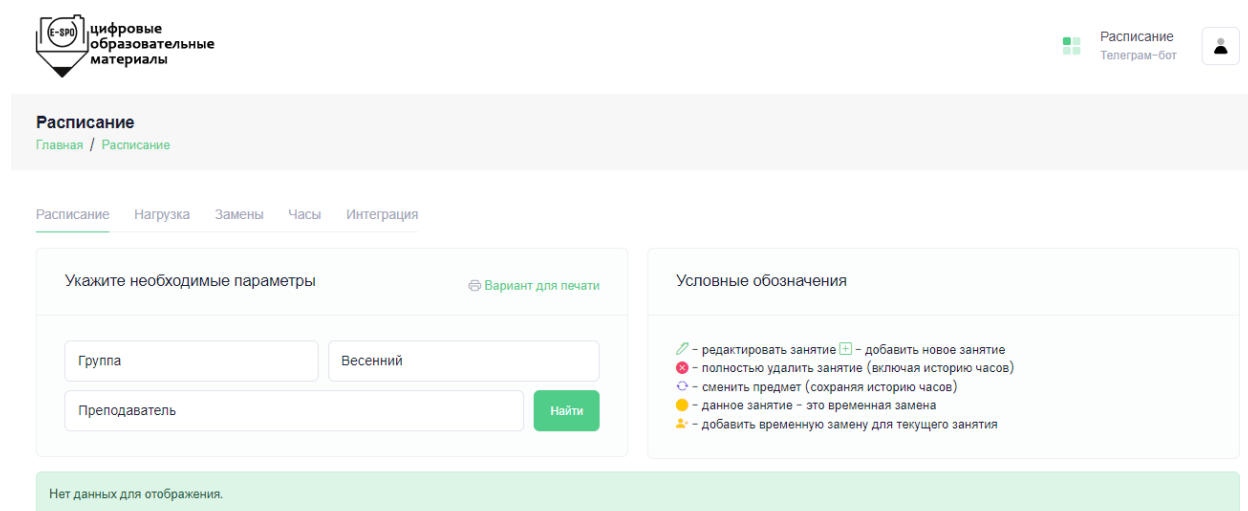 E-SPO
цифровые
образовательные
материалы
Расписание
Телеграм-бот
Расписание
Главная / Расписание
Расписание Нагрузка Замены Часы Интеграция
Укажите необходимые параметры
Вариант для печати
Группа
Весенний
Преподаватель
Найти
Условные обозначения
– редактировать занятие – добавить новое занятие
– полностью удалить занятие (включая историю часов)
– сменить предмет (сохраняя историю часов)
– данное занятие – это временная замена
– добавить временную замену для текущего занятия
Нет данных для отображения.